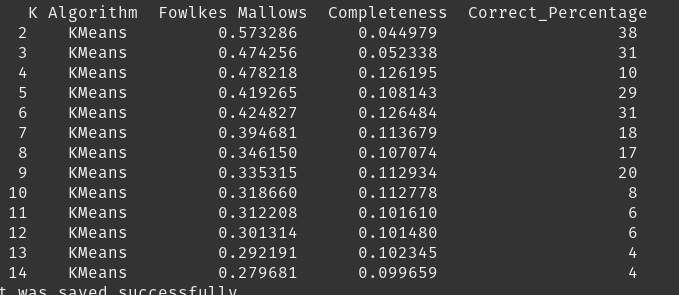 K Algorithm Fowlkes Mallows Completeness Correct_Percentage
2 KMeans 0.573286 0.044979 38
3 KMeans 0.474256 0.052338 31
4 KMeans 0.478218 0.126195 10
5 KMeans 0.419265 0.108143 29
6 KMeans 0.424827 0.126484 31
7 KMeans 0.394681 0.113679 18
8 KMeans 0.346150 0.107074 17
9 KMeans 0.335315 0.112934 20
10 KMeans 0.318660 0.112778 8
11 KMeans 0.312208 0.101610 6
12 KMeans 0.301314 0.101480 6
13 KMeans 0.292191 0.102345 4
14 KMeans 0.279681 0.099659 4
t was saved successfully